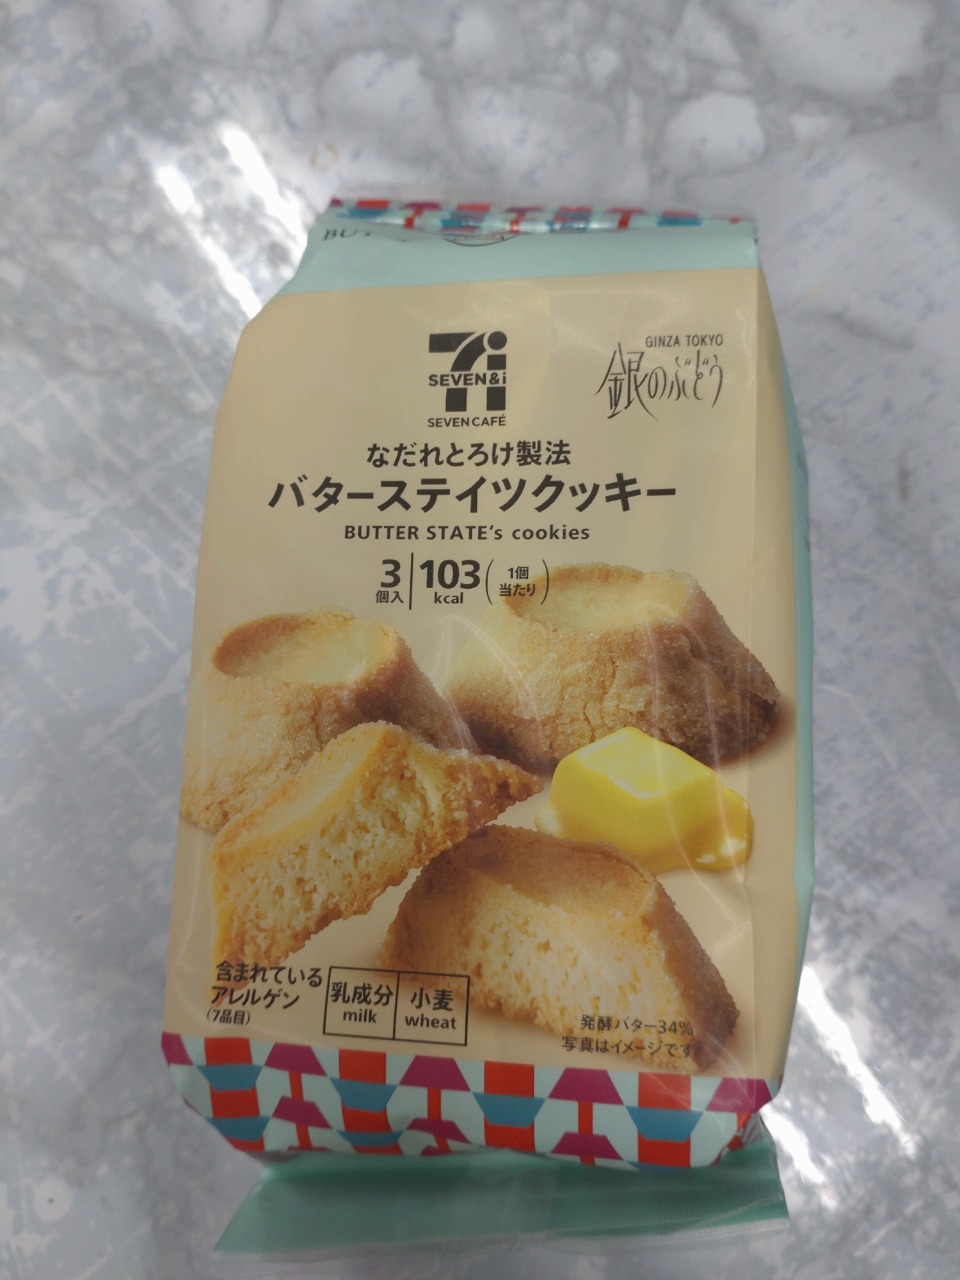 7i
SEVEN&i
SEVEN CAFÉ
GINZA TOKYO
銀のぶどう
なだれとろけ製法
バターステイツクッキー
BUTTER STATE's cookies
3個入 103kcal (1個当たり)
含まれているアレルゲン(7品目)
乳成分 小麦
milk wheat
発酵バター34%
写真はイメージです